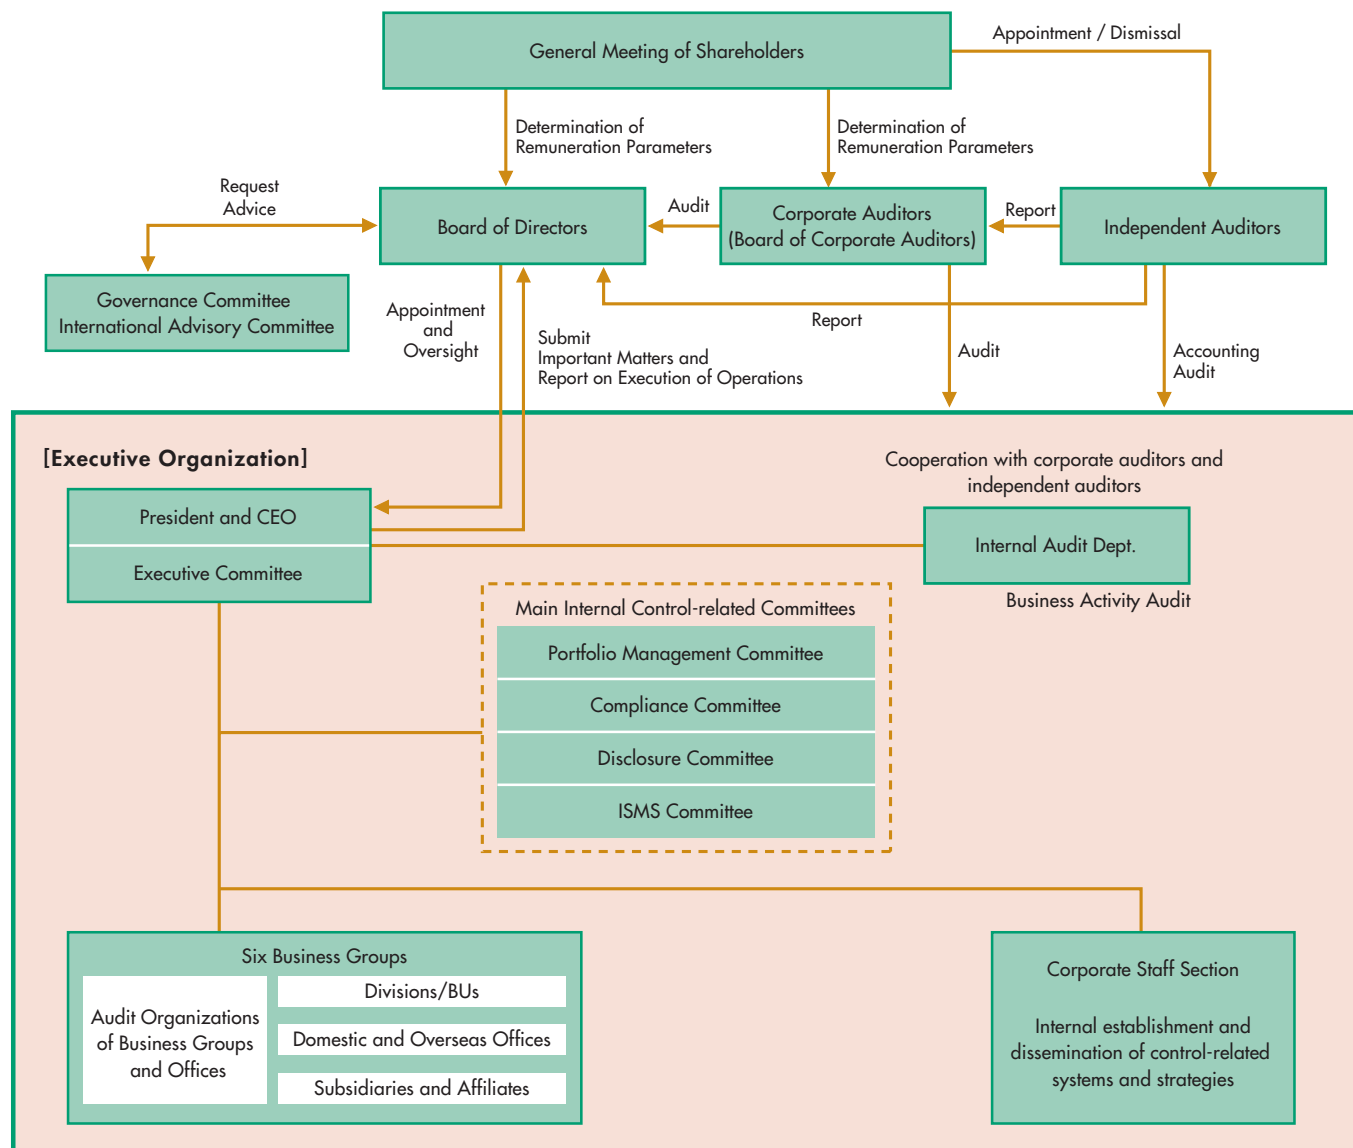 General Meeting of Shareholders
Appointment / Dismissal
Determination of
Remuneration Parameters
Determination of
Remuneration Parameters
Request
Advice
Board of Directors
Audit
Corporate Auditors
(Board of Corporate Auditors)
Report
Independent Auditors
Governance Committee
International Advisory Committee
Appointment
and
Oversight
Submit
Important Matters and
Report on Execution of Operations
Report
Audit
Accounting
Audit
[Executive Organization]
President and CEO
Executive Committee
Cooperation with corporate auditors and
independent auditors
Internal Audit Dept.
Business Activity Audit
Main Internal Control-related Committees
Portfolio Management Committee
Compliance Committee
Disclosure Committee
ISMS Committee
Six Business Groups
Audit Organizations
of Business Groups
and Offices
Divisions/BUs
Domestic and Overseas Offices
Subsidiaries and Affiliates
Corporate Staff Section
Internal establishment and
dissemination of control-related
systems and strategies